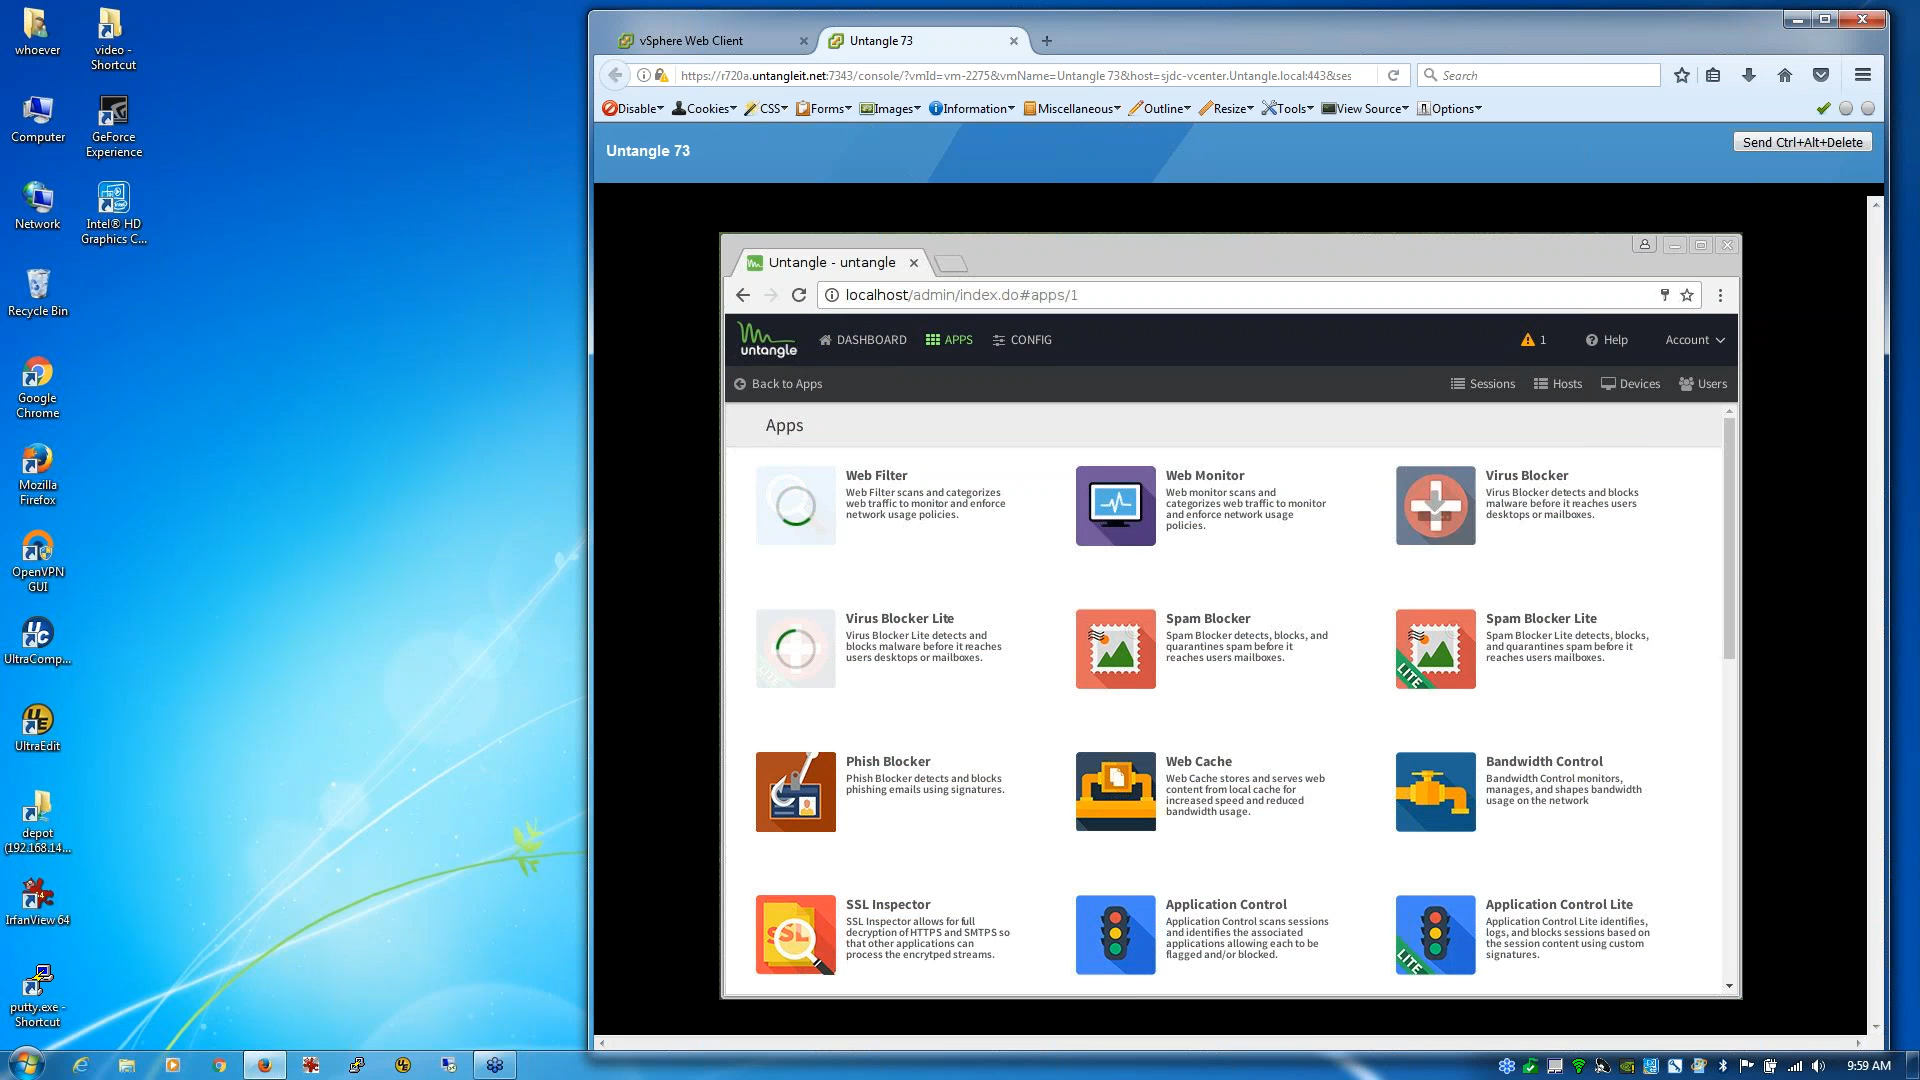 whoever
video -
Shortcut
Computer
GeForce
Experience
Network
Intel® HD
Graphics C...
Recycle Bin
Google
Chrome
Mozilla
Firefox
OpenVPN
GUI
UltraComp...
UltraEdit
depot
(192.168.14...
IrfanView 64
putty.exe -
Shortcut
vSphere Web Client
Untangle 73
https://r720a.untangleit.net:7343/console/?vmId=vm-2275&vmName=Untangle 73&host=sjdc-vcenter.Untangle.local:443&ses
Search
Disable Cookies CSS Forms Images Information Miscellaneous Outline Resize Tools View Source Options
Untangle 73
Send Ctrl+Alt+Delete
Untangle - untangle
localhost/admin/index.do#apps/1
untangle
DASHBOARD APPS CONFIG 1 Help Account
Back to Apps Sessions Hosts Devices Users
Apps
Web Filter
Web Filter scans and categorizes
web traffic to monitor and enforce
network usage policies.
Web Monitor
Web monitor scans and
categorizes web traffic to monitor
and enforce network usage
policies.
Virus Blocker
Virus Blocker detects and blocks
malware before it reaches users
desktops or mailboxes.
Virus Blocker Lite
Virus Blocker Lite detects and
blocks malware before it reaches
users desktops or mailboxes.
LITE
Spam Blocker
Spam Blocker detects, blocks, and
quarantines spam before it
reaches users mailboxes.
Spam Blocker Lite
Spam Blocker Lite detects, blocks,
and quarantines spam before it
reaches users mailboxes.
LITE
Phish Blocker
Phish Blocker detects and blocks
phishing emails using signatures.
Web Cache
Web Cache stores and serves web
content from local cache for
increased speed and reduced
bandwidth usage.
Bandwidth Control
Bandwidth Control monitors,
manages, and shapes bandwidth
usage on the network
SSL
SSL Inspector
SSL Inspector allows for full
decryption of HTTPS and SMTPS so
that other applications can
process the encrytped streams.
Application Control
Application Control scans sessions
and identifies the associated
applications allowing each to be
flagged and/or blocked.
Application Control Lite
Application Control Lite identifies,
logs, and blocks sessions based on
the session content using custom
signatures.
LITE
9:59 AM